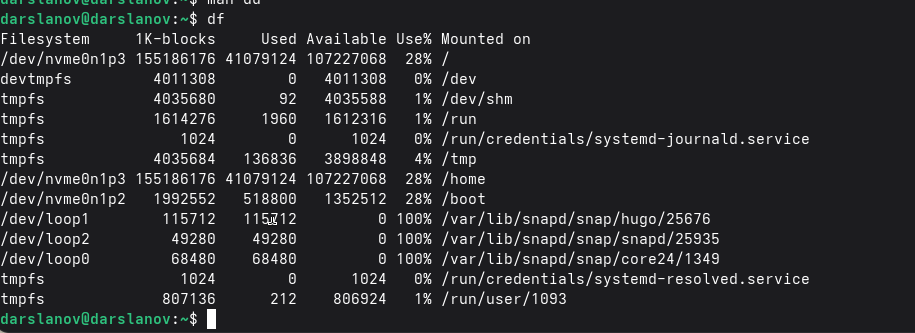 darslanov@darslanov:~$ man du
darslanov@darslanov:~$ df
Filesystem     1K-blocks     Used Available Use% Mounted on
/dev/nvme0n1p3 155186176 41079124 107227068  28% /
devtmpfs         4011308        0   4011308   0% /dev
tmpfs            4035680       92   4035588   1% /dev/shm
tmpfs            1614276     1960   1612316   1% /run
tmpfs               1024        0      1024   0% /run/credentials/systemd-journald.service
tmpfs            4035684   136836   3898848   4% /tmp
/dev/nvme0n1p3 155186176 41079124 107227068  28% /home
/dev/nvme0n1p2   1992552   518800   1352512  28% /boot
/dev/loop1        115712   115712         0 100% /var/lib/snapd/snap/hugo/25676
/dev/loop2         49280    49280         0 100% /var/lib/snapd/snap/snapd/25935
/dev/loop0         68480    68480         0 100% /var/lib/snapd/snap/core24/1349
tmpfs               1024        0      1024   0% /run/credentials/systemd-resolved.service
tmpfs             807136      212    806924   1% /run/user/1093
darslanov@darslanov:~$